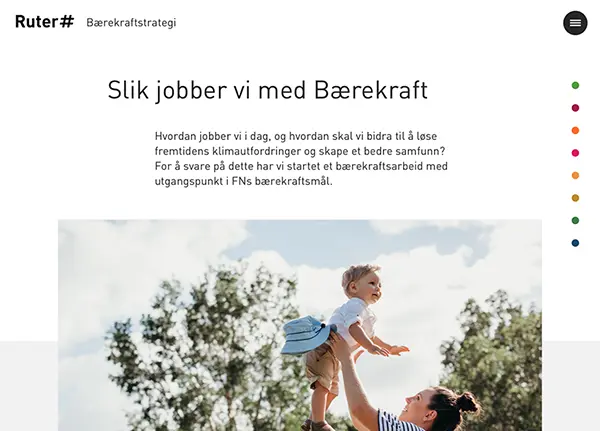 Ruter# Bærekraftstrategi
Slik jobber vi med Bærekraft
Hvordan jobber vi i dag, og hvordan skal vi bidra til å løse
fremtidens klimautfordringer og skape et bedre samfunn?
For å svare på dette har vi startet et bærekraftsarbeid med
utgangspunkt i FNs bærekraftsmål.